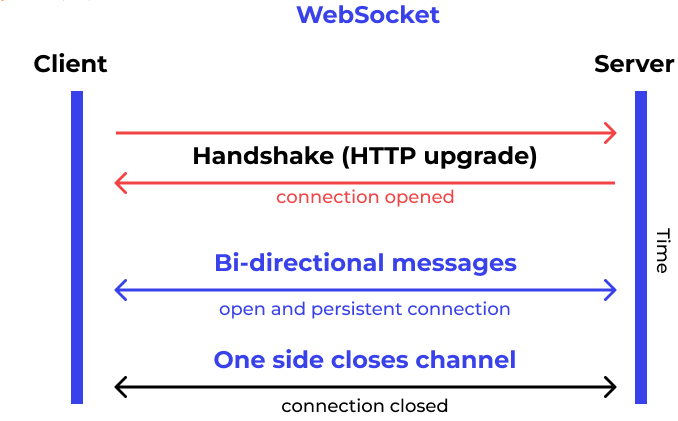 WebSocket
Client
Server
Handshake (HTTP upgrade)
connection opened
Time
Bi-directional messages
open and persistent connection
One side closes channel
connection closed